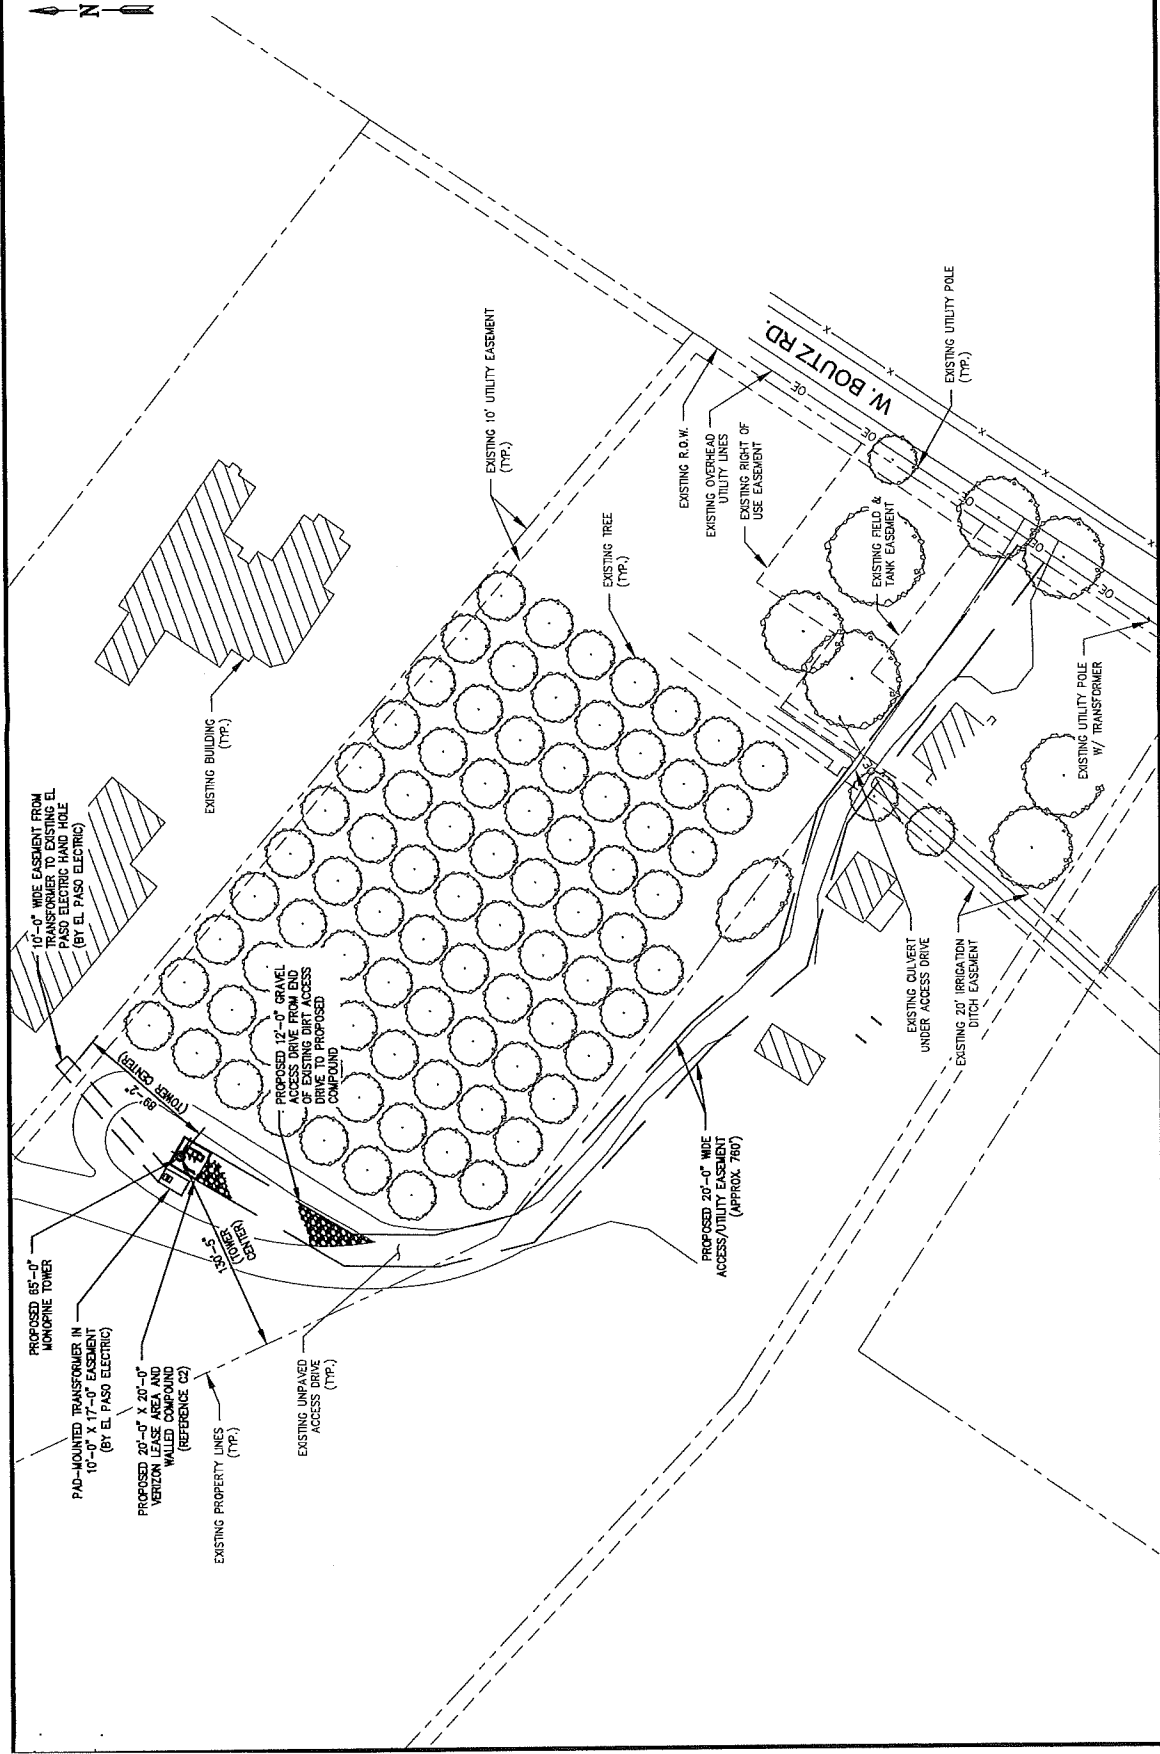 N
10'-0" WIDE EASEMENT FROM
TRANSFORMER TO EXISTING EL
PASO ELECTRIC HAND HOLE
(BY EL PASO ELECTRIC)
PROPOSED 65'-0"
MONOPINE TOWER
PAD-MOUNTED TRANSFORMER IN
10'-0" X 17'-0" EASEMENT
(BY EL PASO ELECTRIC)
PROPOSED 20'-0" X 20'-0"
VERIZON LEASE AREA AND
WALLED COMPOUND
(REFERENCE C2)
EXISTING PROPERTY LINES
(TYP.)
EXISTING UNPAVED
ACCESS DRIVE
(TYP.)
89'-2"
(TOWER CENTER)
130'-5"
(TOWER
CENTER)
PROPOSED 12'-0" GRAVEL
ACCESS DRIVE FROM END
OF EXISTING DIRT ACCESS
DRIVE TO PROPOSED
COMPOUND
EXISTING BUILDING
(TYP.)
EXISTING 10' UTILITY EASEMENT
(TYP.)
EXISTING TREE
(TYP.)
EXISTING R.O.W.
EXISTING OVERHEAD
UTILITY LINES
EXISTING RIGHT OF
USE EASEMENT
W. BOUTZ RD.
EXISTING UTILITY POLE
(TYP.)
EXISTING FIELD &
TANK EASEMENT
EXISTING UTILITY POLE
W/ TRANSFORMER
PROPOSED 20'-0" WIDE
ACCESS/UTILITY EASEMENT
(APPROX. 760')
EXISTING CULVERT
UNDER ACCESS DRIVE
EXISTING 20' IRRIGATION
DITCH EASEMENT
OE
OE
OE
OE
OE
X
X
X
X
X